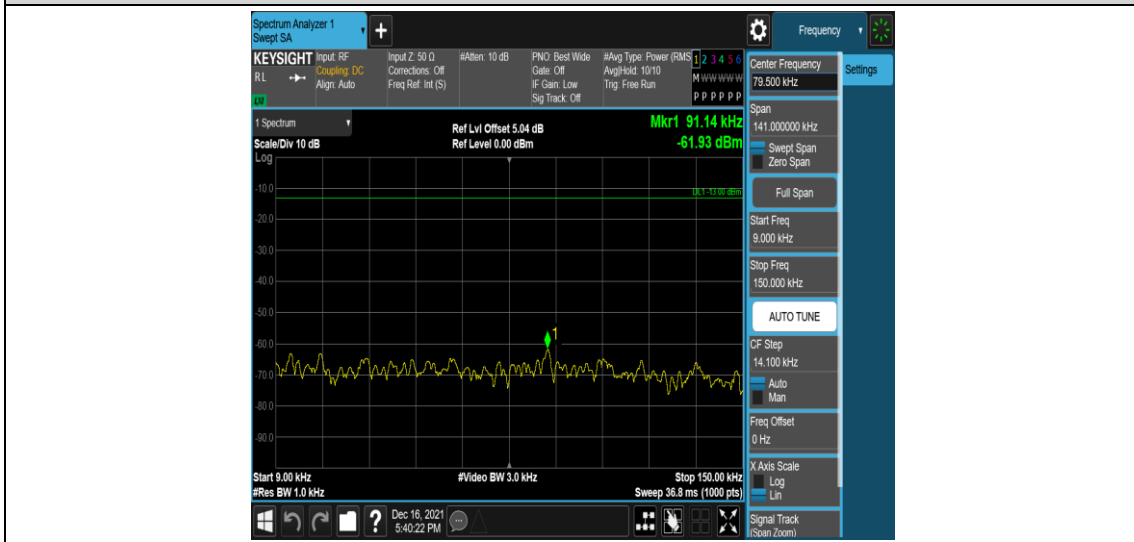 Spectrum Analyzer 1
Swept SA
+
Frequency
KEYSIGHT
RL
LXI
Input: RF
Coupling: DC
Align: Auto
Input Z: 50 Ω
Corrections: Off
Freq Ref: Int (S)
#Atten: 10 dB
PNO: Best Wide
Gate: Off
IF Gain: Low
Sig Track: Off
#Avg Type: Power (RMS
Avg|Hold: 10/10
Trig: Free Run
1 2 3 4 5 6
M W W W W W
P P P P P P
1 Spectrum
Scale/Div 10 dB
Log
Ref Lvl Offset 5.04 dB
Ref Level 0.00 dBm
Mkr1 91.14 kHz
-61.93 dBm
DL1 -13.00 dBm
-10.0
-20.0
-30.0
-40.0
-50.0
-60.0
-70.0
-80.0
-90.0
1
Start 9.00 kHz
#Res BW 1.0 kHz
#Video BW 3.0 kHz
Stop 150.00 kHz
Sweep 36.8 ms (1000 pts)
?
Dec 16, 2021
5:40:22 PM
Center Frequency
79.500 kHz
Settings
Span
141.000000 kHz
Swept Span
Zero Span
Full Span
Start Freq
9.000 kHz
Stop Freq
150.000 kHz
AUTO TUNE
CF Step
14.100 kHz
Auto
Man
Freq Offset
0 Hz
X Axis Scale
Log
Lin
Signal Track
(Span Zoom)